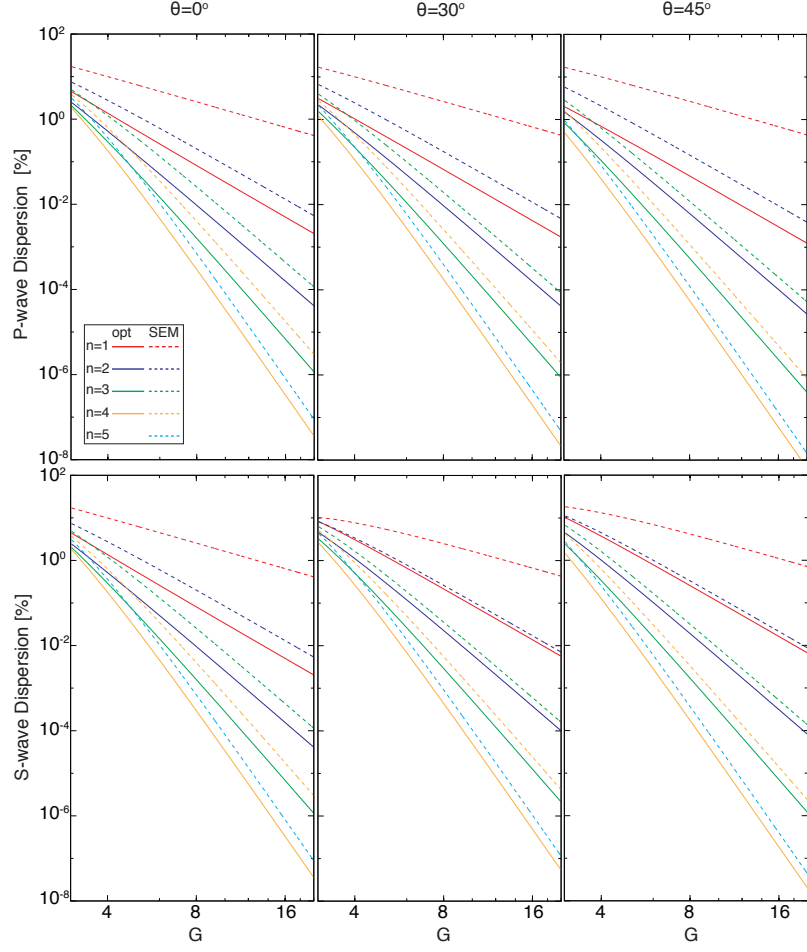 θ=0° θ=30° θ=45°
P-wave Dispersion [%]
10²
10⁰
10⁻²
10⁻⁴
10⁻⁶
10⁻⁸
opt SEM
n=1
n=2
n=3
n=4
n=5
S-wave Dispersion [%]
10²
10⁰
10⁻²
10⁻⁴
10⁻⁶
10⁻⁸
4 8 16 4 8 16 4 8 16
G G G